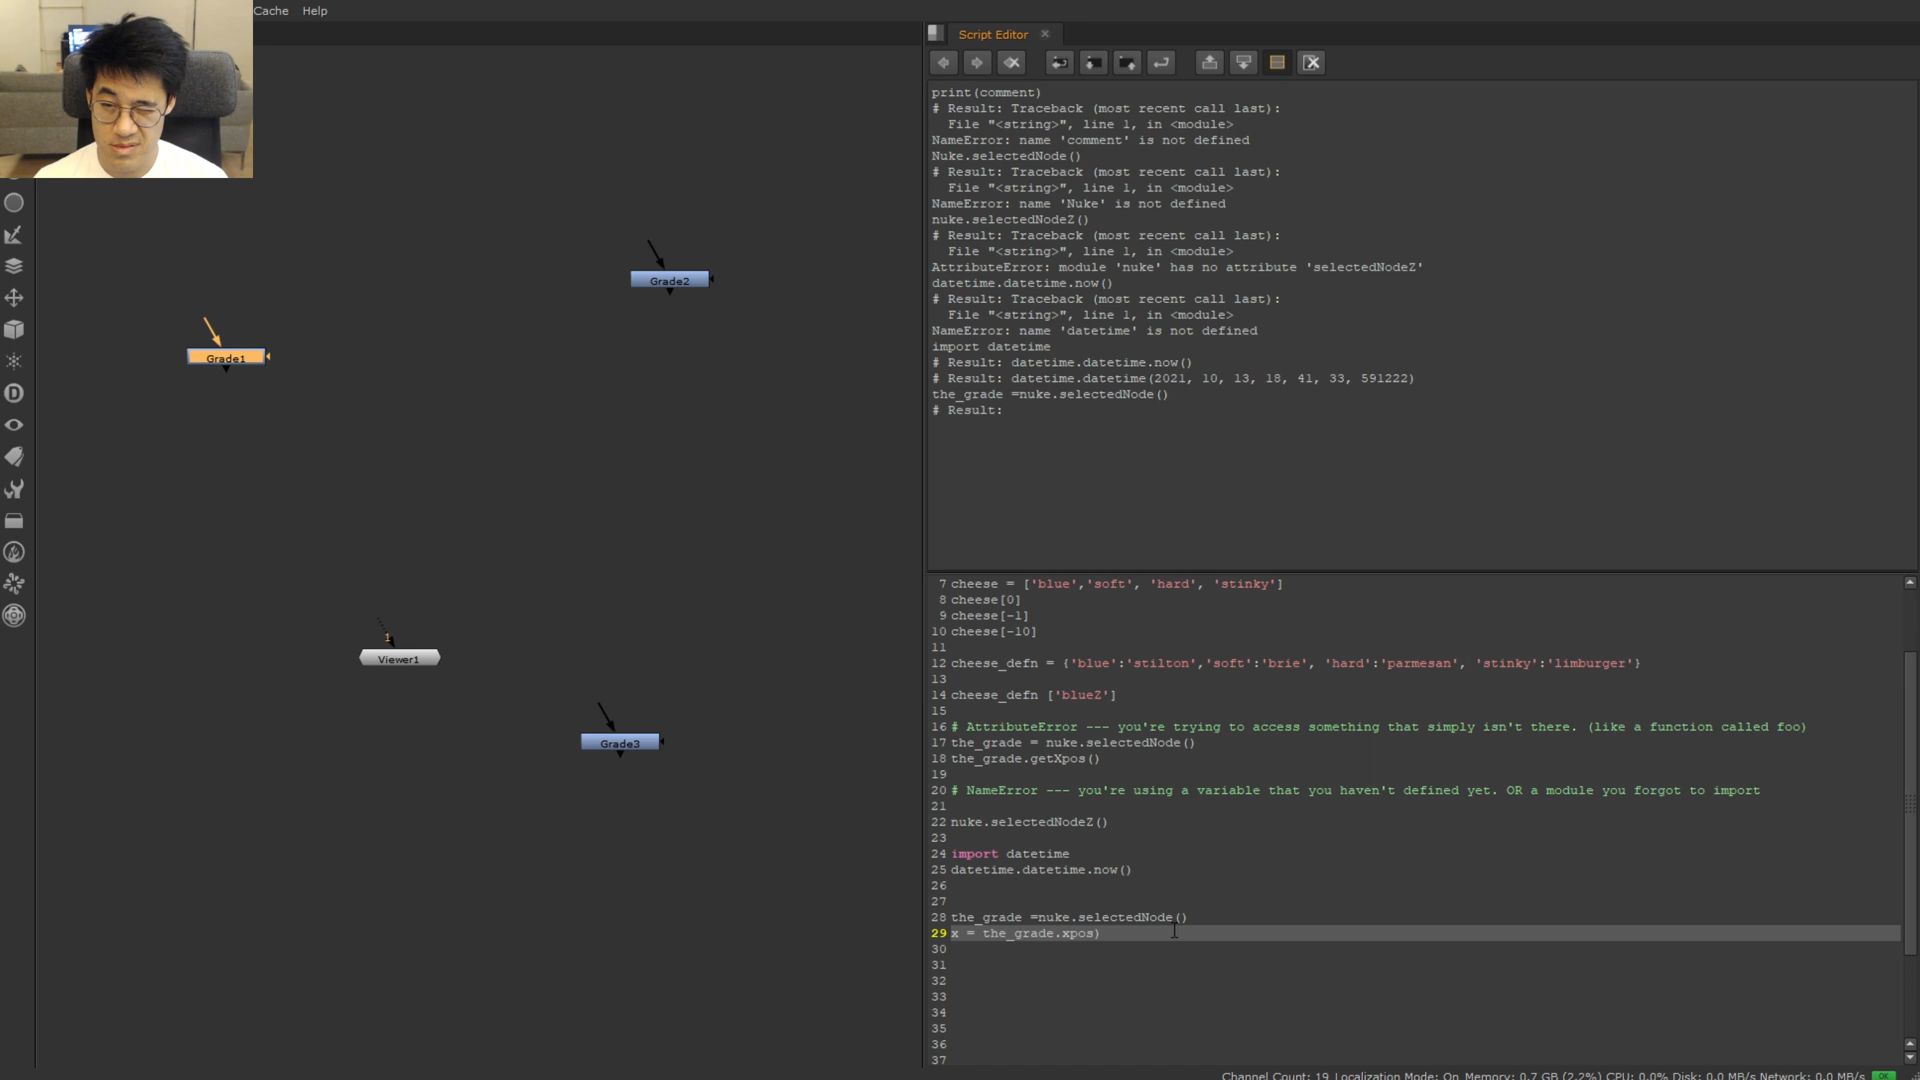 Cache Help
Script Editor
print(comment)
# Result: Traceback (most recent call last):
File "<string>", line 1, in <module>
NameError: name 'comment' is not defined
Nuke.selectedNode()
# Result: Traceback (most recent call last):
File "<string>", line 1, in <module>
NameError: name 'Nuke' is not defined
nuke.selectedNodeZ()
# Result: Traceback (most recent call last):
File "<string>", line 1, in <module>
AttributeError: module 'nuke' has no attribute 'selectedNodeZ'
datetime.datetime.now()
# Result: Traceback (most recent call last):
File "<string>", line 1, in <module>
NameError: name 'datetime' is not defined
import datetime
# Result: datetime.datetime.now()
# Result: datetime.datetime(2021, 10, 13, 18, 41, 33, 591222)
the_grade =nuke.selectedNode()
# Result:
Grade2
Grade1
1
Viewer1
Grade3
7 cheese = ['blue','soft', 'hard', 'stinky']
8 cheese[0]
9 cheese[-1]
10 cheese[-10]
11
12 cheese_defn = {'blue':'stilton','soft':'brie', 'hard':'parmesan', 'stinky':'limburger'}
13
14 cheese_defn ['blueZ']
15
16 # AttributeError --- you're trying to access something that simply isn't there. (like a function called foo)
17 the_grade = nuke.selectedNode()
18 the_grade.getXpos()
19
20 # NameError --- you're using a variable that you haven't defined yet. OR a module you forgot to import
21
22 nuke.selectedNodeZ()
23
24 import datetime
25 datetime.datetime.now()
26
27
28 the_grade =nuke.selectedNode()
29 x = the_grade.xpos)
30
31
32
33
34
35
36
37
Channel Count: 19 Localization Mode: On Memory: 0.7 GB (2.2%) CPU: 0.0% Disk: 0.0 MB/s Network: 0.0 MB/s OK